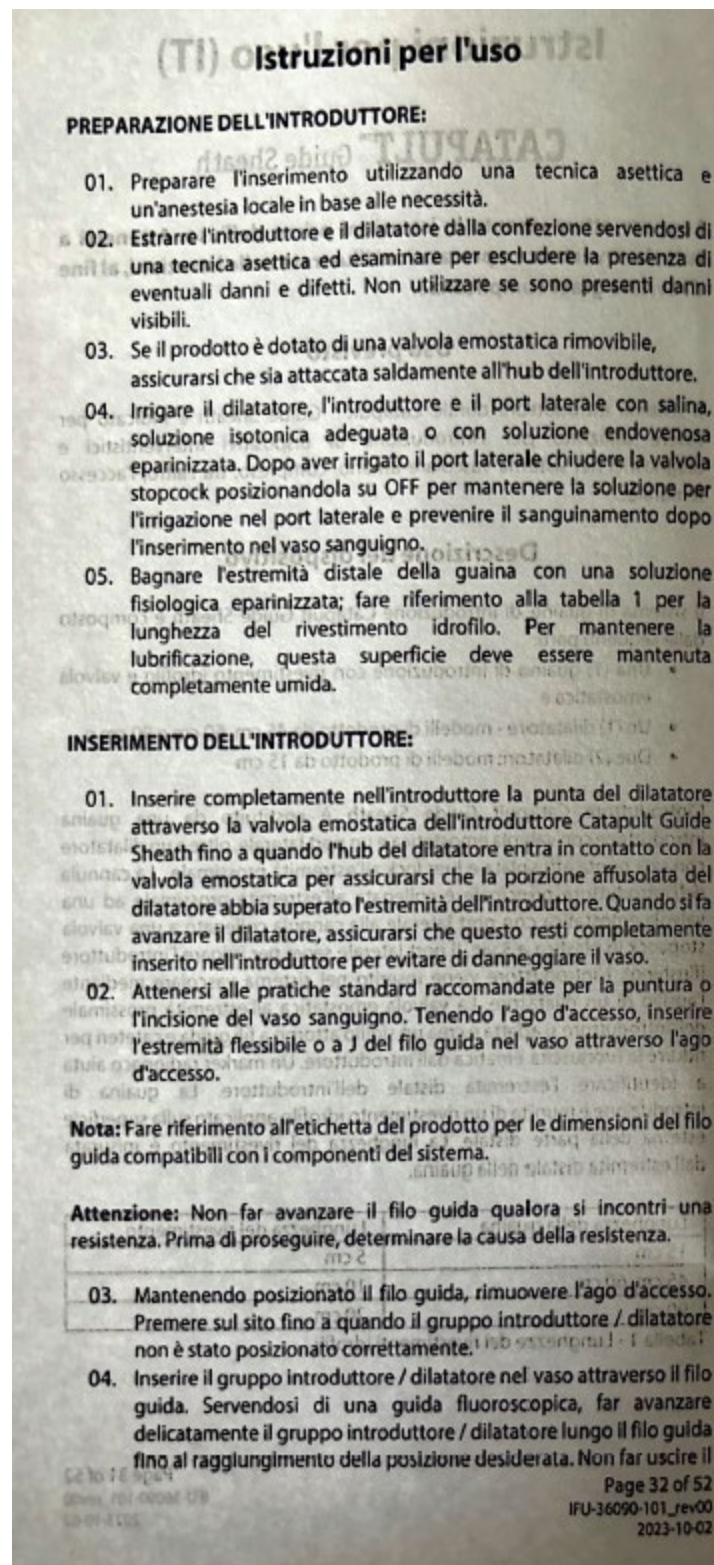 Istruzioni per l'uso
PREPARAZIONE DELL'INTRODUTTORE:
01. Preparare l'inserimento utilizzando una tecnica asettica e
un'anestesia locale in base alle necessità.
02. Estrarre l'introduttore e il dilatatore dalla confezione servendosi di
una tecnica asettica ed esaminare per escludere la presenza di
eventuali danni e difetti. Non utilizzare se sono presenti danni
visibili.
03. Se il prodotto è dotato di una valvola emostatica rimovibile,
assicurarsi che sia attaccata saldamente all'hub dell'introduttore.
04. Irrigare il dilatatore, l'introduttore e il port laterale con salina,
soluzione isotonica adeguata o con soluzione endovenosa
eparinizzata. Dopo aver irrigato il port laterale chiudere la valvola
stopcock posizionandola su OFF per mantenere la soluzione per
l'irrigazione nel port laterale e prevenire il sanguinamento dopo
l'inserimento nel vaso sanguigno.
05. Bagnare l'estremità distale della guaina con una soluzione
fisiologica eparinizzata; fare riferimento alla tabella 1 per la
lunghezza del rivestimento idrofilo. Per mantenere la
lubrificazione, questa superficie deve essere mantenuta
completamente umida.
INSERIMENTO DELL'INTRODUTTORE:
01. Inserire completamente nell'introduttore la punta del dilatatore
attraverso la valvola emostatica dell'introduttore Catapult Guide
Sheath fino a quando l'hub del dilatatore entra in contatto con la
valvola emostatica per assicurarsi che la porzione affusolata del
dilatatore abbia superato l'estremità dell'introduttore. Quando si fa
avanzare il dilatatore, assicurarsi che questo resti completamente
inserito nell'introduttore per evitare di danneggiare il vaso.
02. Attenersi alle pratiche standard raccomandate per la puntura o
l'incisione del vaso sanguigno. Tenendo l'ago d'accesso, inserire
l'estremità flessibile o a J del filo guida nel vaso attraverso l'ago
d'accesso.
Nota: Fare riferimento all'etichetta del prodotto per le dimensioni del filo
guida compatibili con i componenti del sistema.
Attenzione: Non far avanzare il filo guida qualora si incontri una
resistenza. Prima di proseguire, determinare la causa della resistenza.
03. Mantenendo posizionato il filo guida, rimuovere l'ago d'accesso.
Premere sul sito fino a quando il gruppo introduttore / dilatatore
non è stato posizionato correttamente.
04. Inserire il gruppo introduttore / dilatatore nel vaso attraverso il filo
guida. Servendosi di una guida fluoroscopica, far avanzare
delicatamente il gruppo introduttore / dilatatore lungo il filo guida
fino al raggiungimento della posizione desiderata. Non far uscire il
Page 32 of 52
IFU-36090-101_rev00
2023-10-02